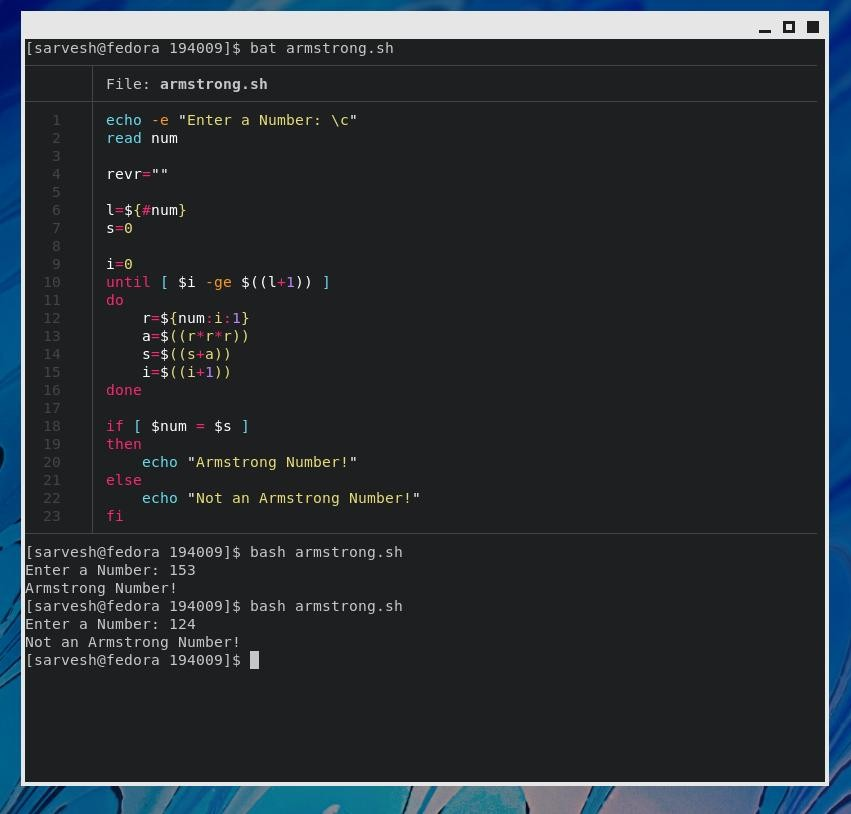 [sarvesh@fedora 194009]$ bat armstrong.sh
File: armstrong.sh
1 echo -e "Enter a Number: \c"
2 read num
3
4 revr=""
5
6 l=${#num}
7 s=0
8
9 i=0
10 until [ $i -ge $((l+1)) ]
11 do
12     r=${num:i:1}
13     a=$((r*r*r))
14     s=$((s+a))
15     i=$((i+1))
16 done
17
18 if [ $num = $s ]
19 then
20     echo "Armstrong Number!"
21 else
22     echo "Not an Armstrong Number!"
23 fi
[sarvesh@fedora 194009]$ bash armstrong.sh
Enter a Number: 153
Armstrong Number!
[sarvesh@fedora 194009]$ bash armstrong.sh
Enter a Number: 124
Not an Armstrong Number!
[sarvesh@fedora 194009]$